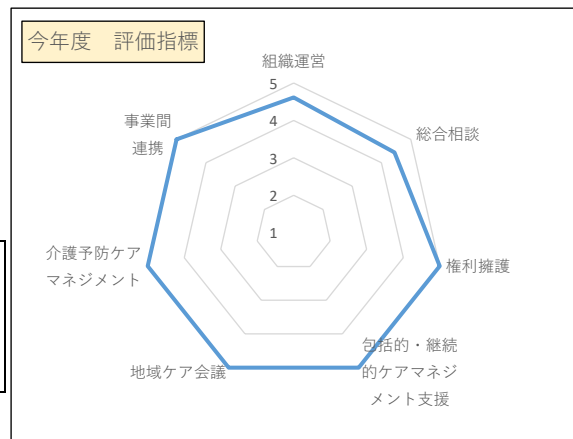 今年度　評価指標
組織運営
総合相談
権利擁護
包括的・継続
的ケアマネジ
メント支援
地域ケア会議
介護予防ケア
マネジメント
事業間
連携
5
4
3
2
1